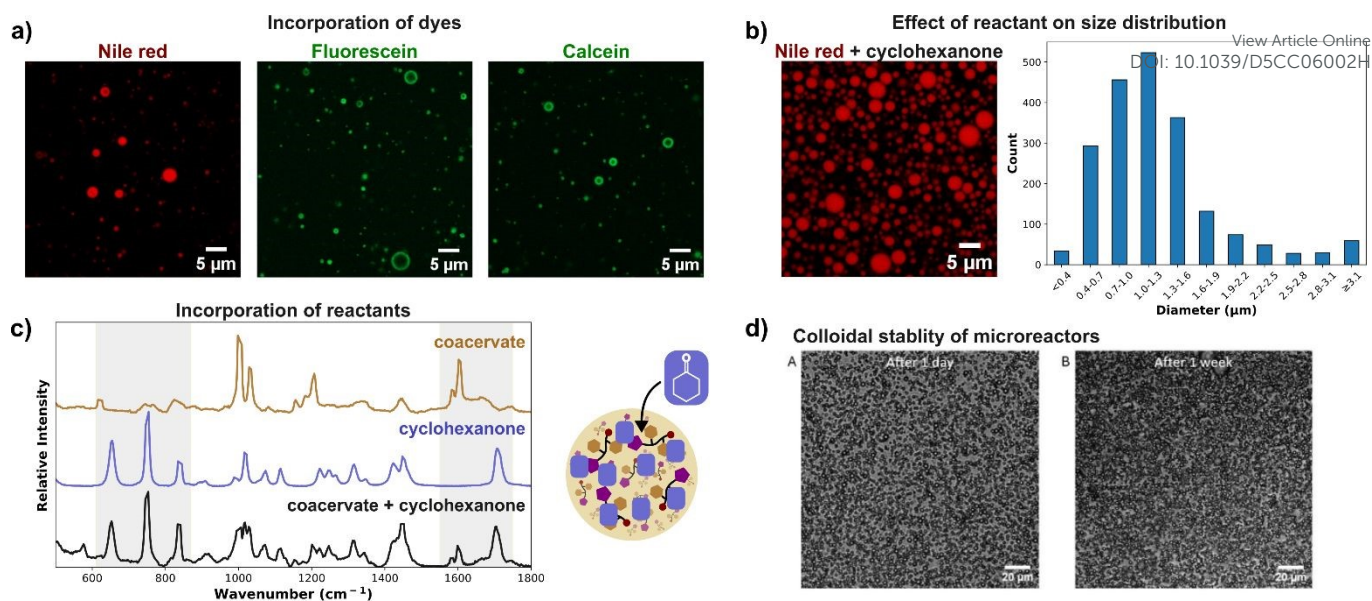 a)
Incorporation of dyes
Nile red
Fluorescein
Calcein
5 µm
5 µm
5 µm
b)
Effect of reactant on size distribution
View Article Online
DOI: 10.1039/D5CC06002H
Nile red + cyclohexanone
5 µm
Count
500
400
300
200
100
0
<0.4
0.4-0.7
0.7-1.0
1.0-1.3
1.3-1.6
1.6-1.9
1.9-2.2
2.2-2.5
2.5-2.8
2.8-3.1
≥3.1
Diameter (µm)
c)
Incorporation of reactants
coacervate
cyclohexanone
coacervate + cyclohexanone
Relative Intensity
600
800
1000
1200
1400
1600
1800
Wavenumber (cm⁻¹)
O
d)
Colloidal stablity of microreactors
A
After 1 day
20 µm
B
After 1 week
20 µm